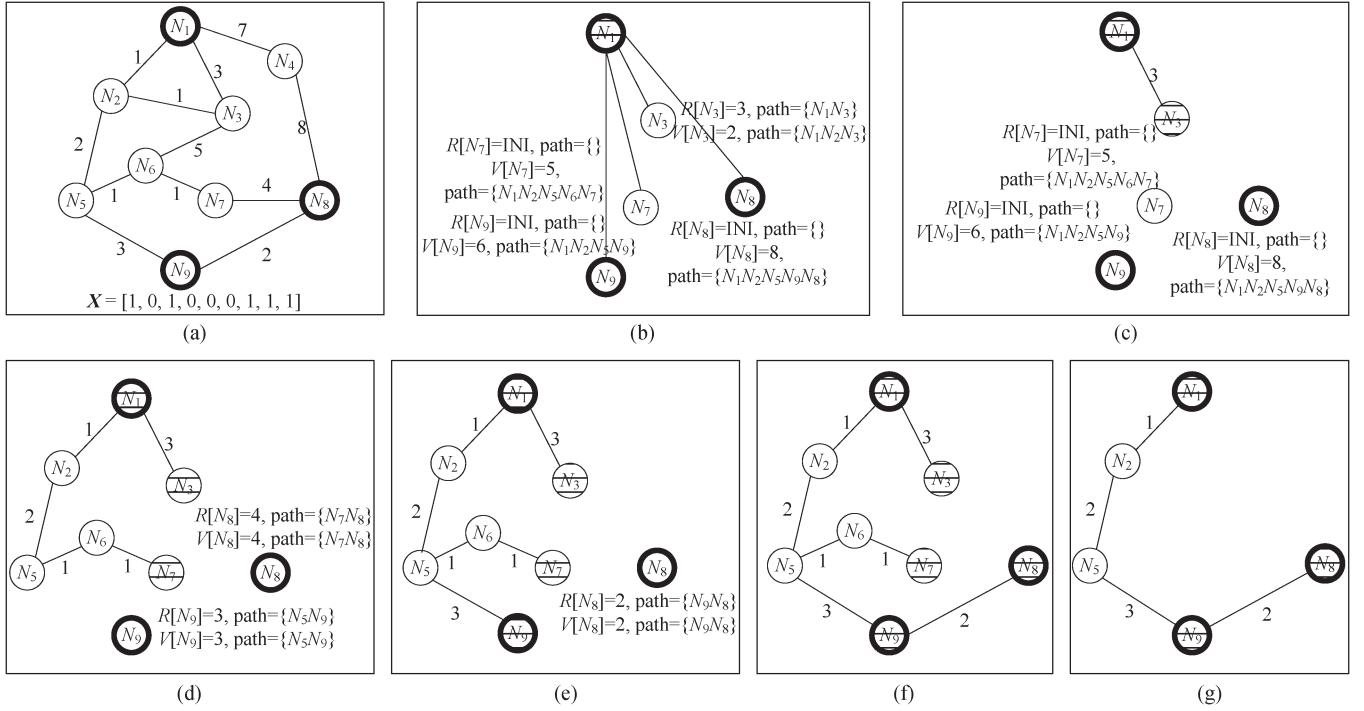 N1
7
N4
1
3
N2
1
N3
8
2
5
N6
1
1
N7
4
N8
N5
3
2
N9
X = [1, 0, 1, 0, 0, 0, 1, 1, 1]
(a)
N1
N3
R[N3]=3, path={N1N3}
V[N3]=2, path={N1N2N3}
R[N7]=INI, path={}
V[N7]=5,
path={N1N2N5N6N7}
N7
N8
R[N9]=INI, path={}
V[N9]=6, path={N1N2N5N9}
R[N8]=INI, path={}
V[N8]=8,
path={N1N2N5N9N8}
N9
(b)
N1
3
N3
R[N7]=INI, path={}
V[N7]=5,
path={N1N2N5N6N7}
N7
N8
R[N9]=INI, path={}
V[N9]=6, path={N1N2N5N9}
R[N8]=INI, path={}
V[N8]=8,
path={N1N2N5N9N8}
N9
(c)
N1
1
3
N2
N3
2
R[N8]=4, path={N7N8}
V[N8]=4, path={N7N8}
N6
1
1
N5
N7
N8
N9
R[N9]=3, path={N5N9}
V[N9]=3, path={N5N9}
(d)
N1
1
3
N2
N3
2
N6
1
1
N5
N7
N8
R[N8]=2, path={N9N8}
V[N8]=2, path={N9N8}
3
N9
(e)
N1
1
3
N2
N3
2
N6
1
1
N5
N7
N8
3
2
N9
(f)
N1
1
N2
2
N5
N8
3
2
N9
(g)